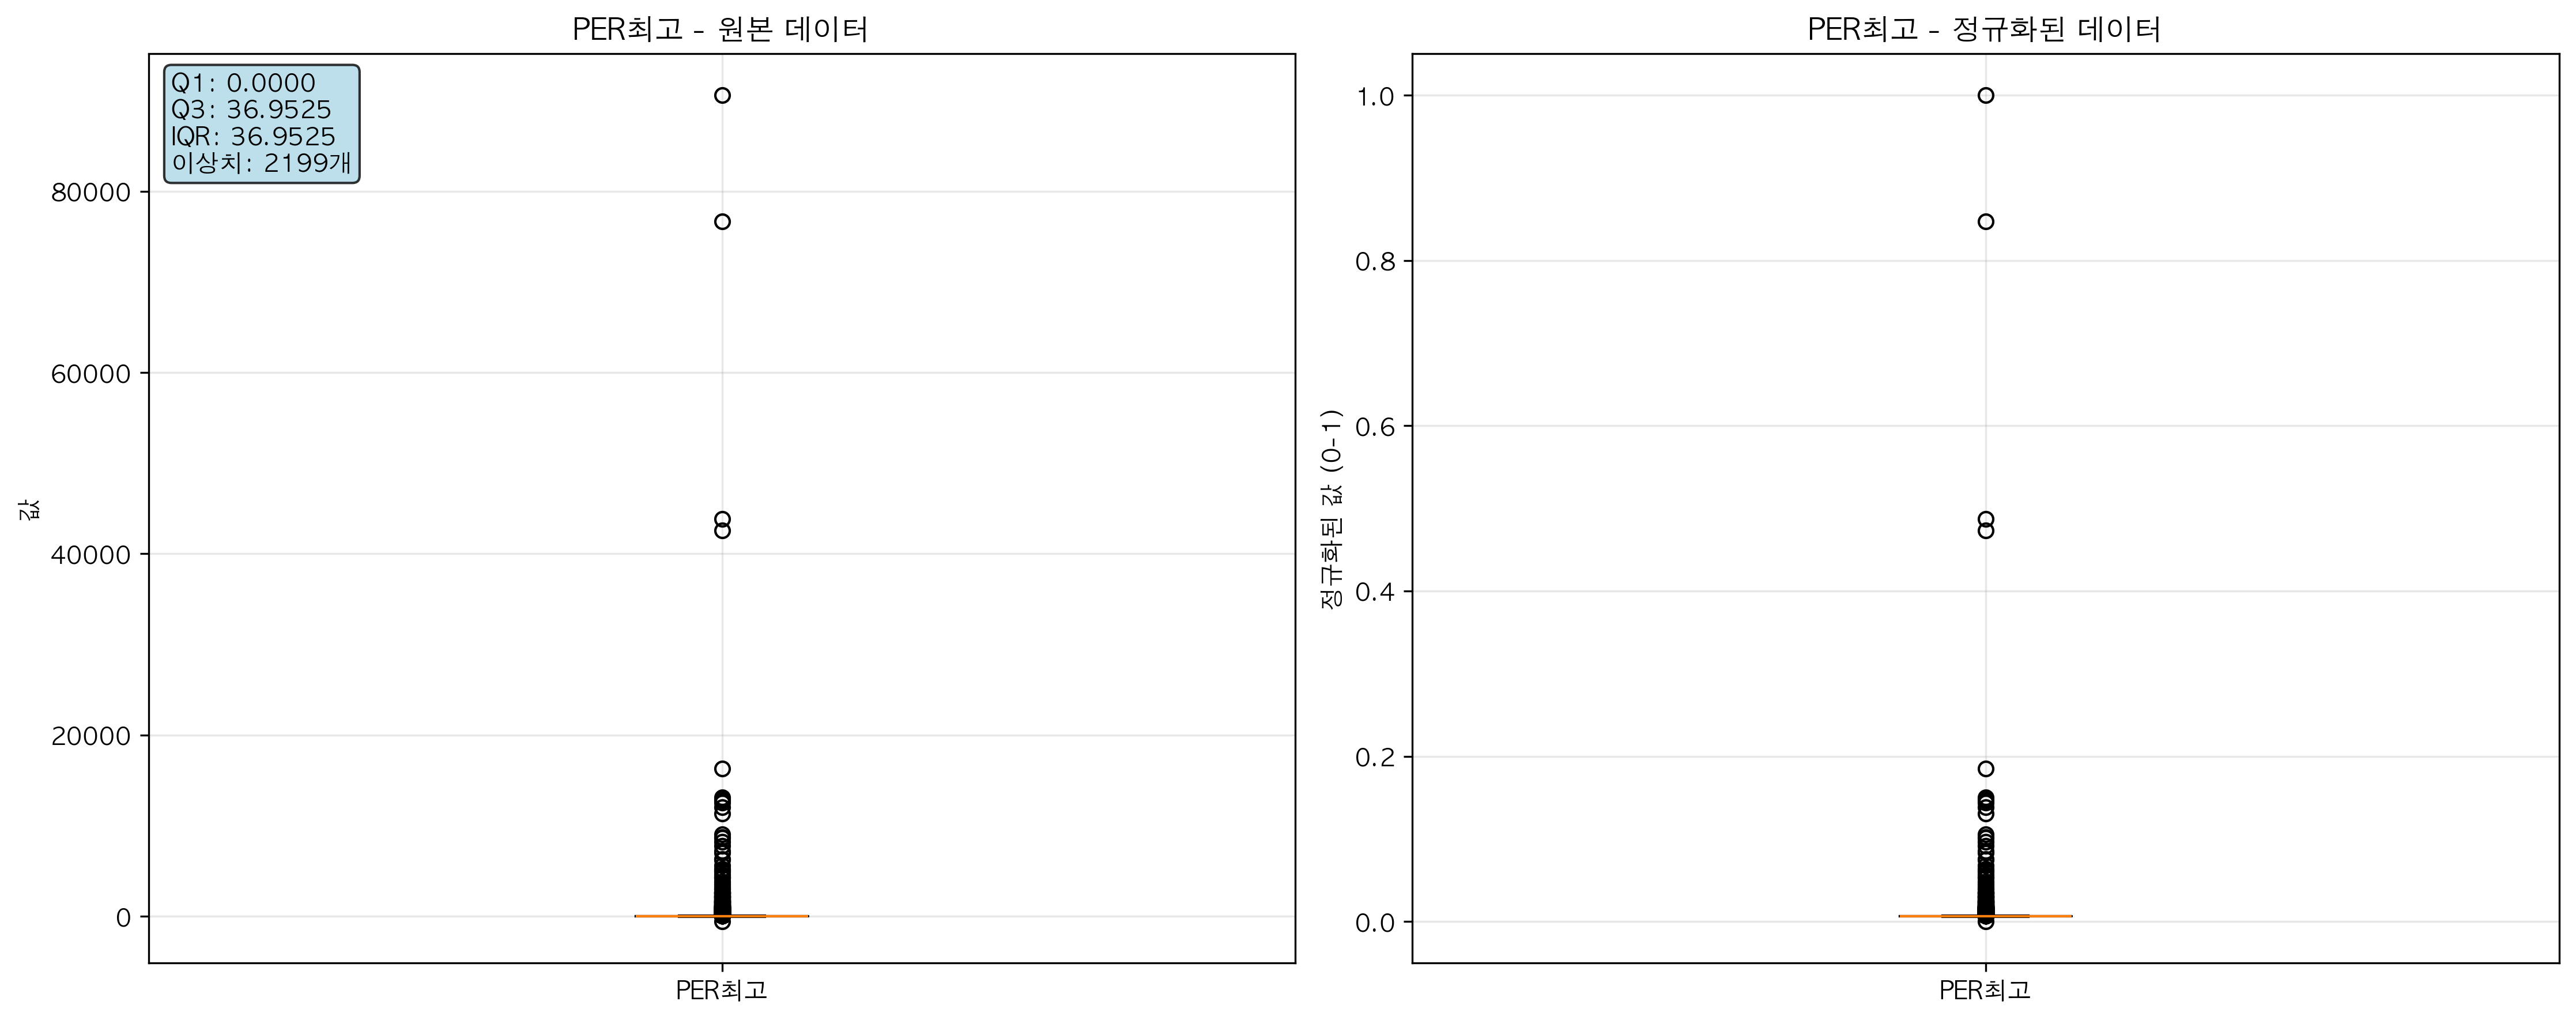 PER최고 - 원본 데이터
Q1: 0.0000
Q3: 36.9525
IQR: 36.9525
이상치: 2199개
80000
60000
40000
20000
0
값
PER최고
PER최고 - 정규화된 데이터
1.0
0.8
0.6
0.4
0.2
0.0
정규화된 값 (0-1)
PER최고